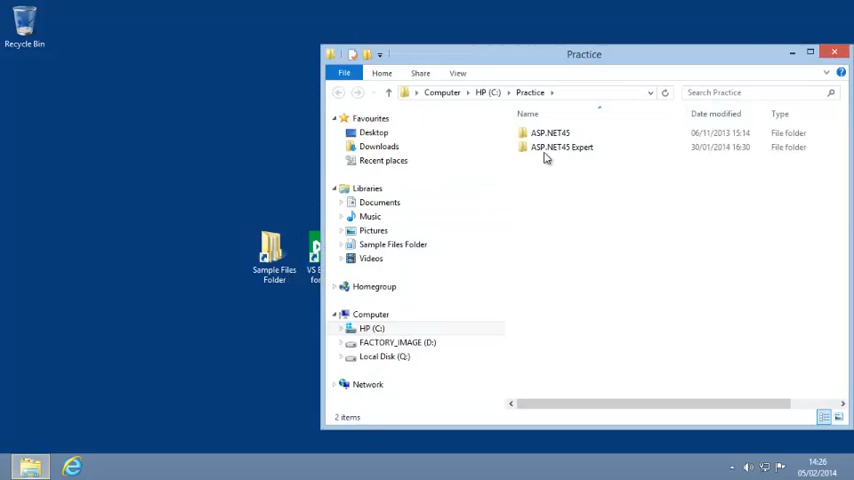 Recycle Bin
Practice
File
Home
Share
View
Computer
HP (C:)
Practice
Search Practice
Name
Date modified
Type
Favourites
Desktop
Downloads
Recent places
Libraries
Documents
Music
Pictures
Sample Files Folder
Videos
Homegroup
Computer
HP (C:)
FACTORY_IMAGE (D:)
Local Disk (Q:)
Network
ASP.NET45
06/11/2013 15:14
File folder
ASP.NET45 Expert
30/01/2014 16:30
File folder
2 items
Sample Files
Folder
14:26
05/02/2014